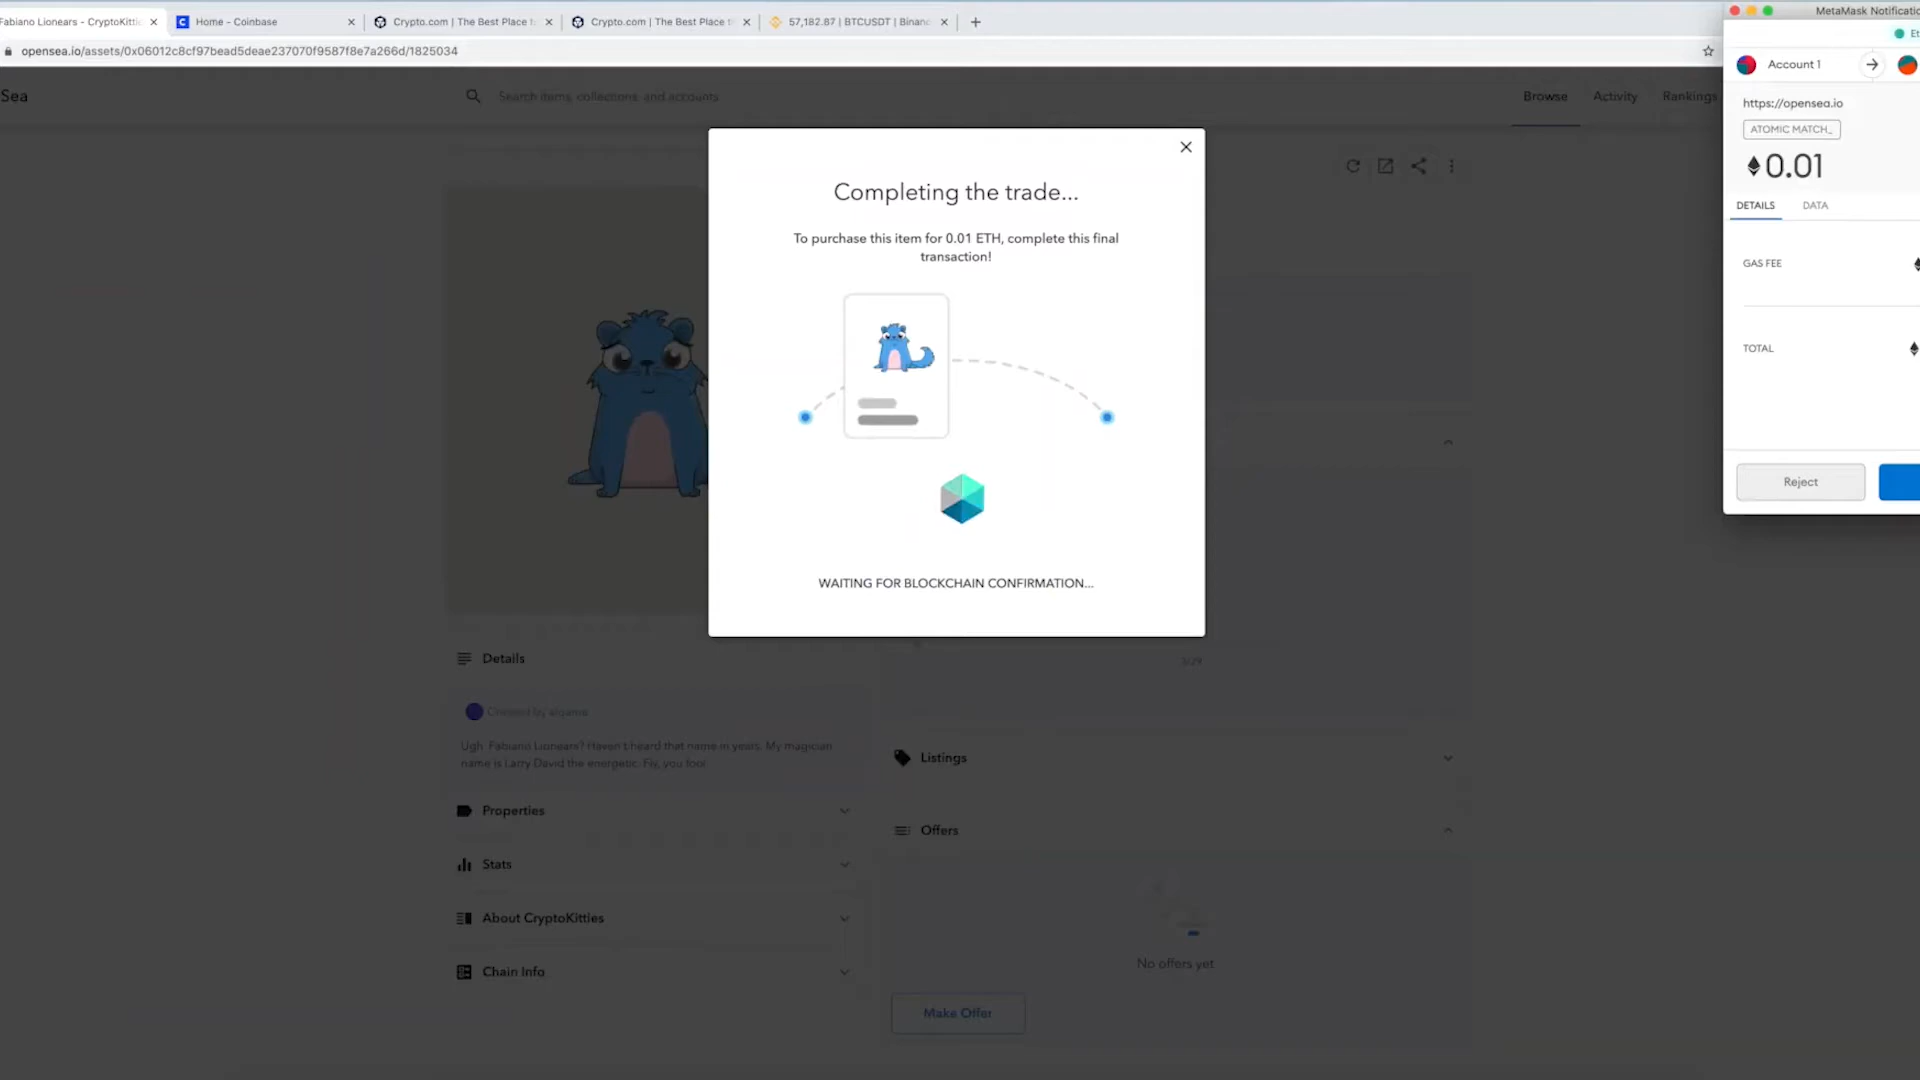 Fabiano Lionears - CryptoKitti
Home - Coinbase
Crypto.com | The Best Place t
Crypto.com | The Best Place t
57,182.87 | BTCUSDT | Binanc
MetaMask Notificatio
opensea.io/assets/0x06012c8cf97bead5deae237070f9587f8e7a266d/1825034
Et
Account 1
Sea
Search items, collections, and accounts
Browse
Activity
Rankings
https://opensea.io
ATOMIC MATCH_
0.01
DETAILS
DATA
GAS FEE
TOTAL
Reject
Completing the trade...
To purchase this item for 0.01 ETH, complete this final
transaction!
WAITING FOR BLOCKCHAIN CONFIRMATION...
Details
Created by
Ugh. Fabiano Lionears? Haven't heard that name in years. My magician
name is Larry David the energetic. Fly, you fool
Properties
Stats
About CryptoKitties
Chain Info
3/29
Listings
Offers
No offers yet
Make Offer